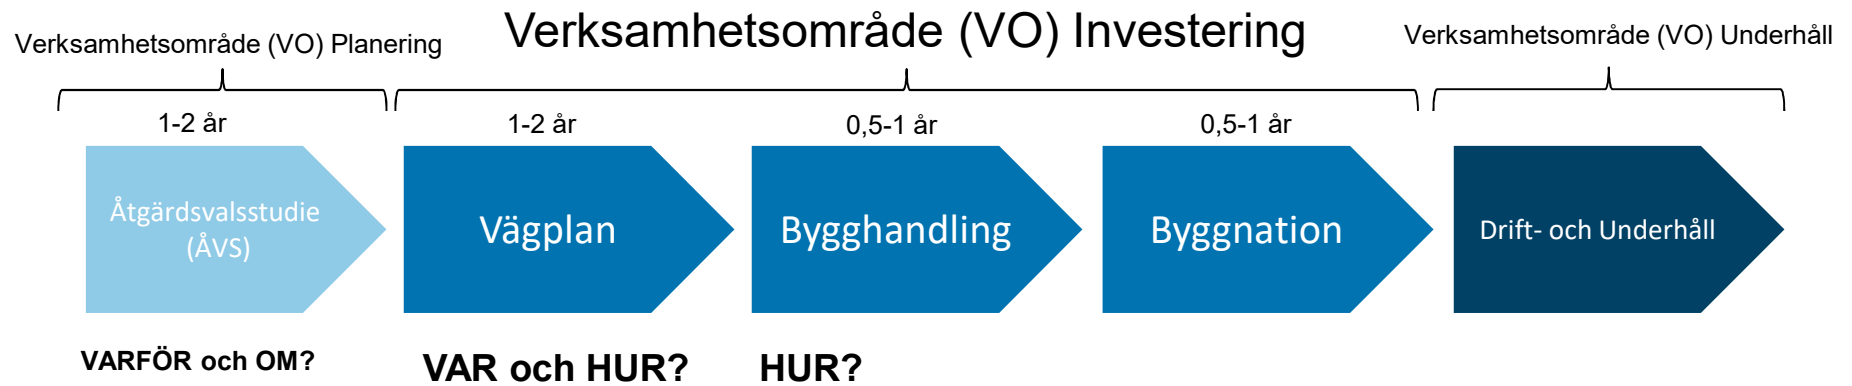 Verksamhetsområde (VO) Planering
Verksamhetsområde (VO) Investering
Verksamhetsområde (VO) Underhåll
1-2 år
1-2 år
0,5-1 år
0,5-1 år
Åtgärdsvalsstudie
(ÅVS)
Vägplan
Bygghandling
Byggnation
Drift- och Underhåll
VARFÖR och OM?
VAR och HUR?
HUR?